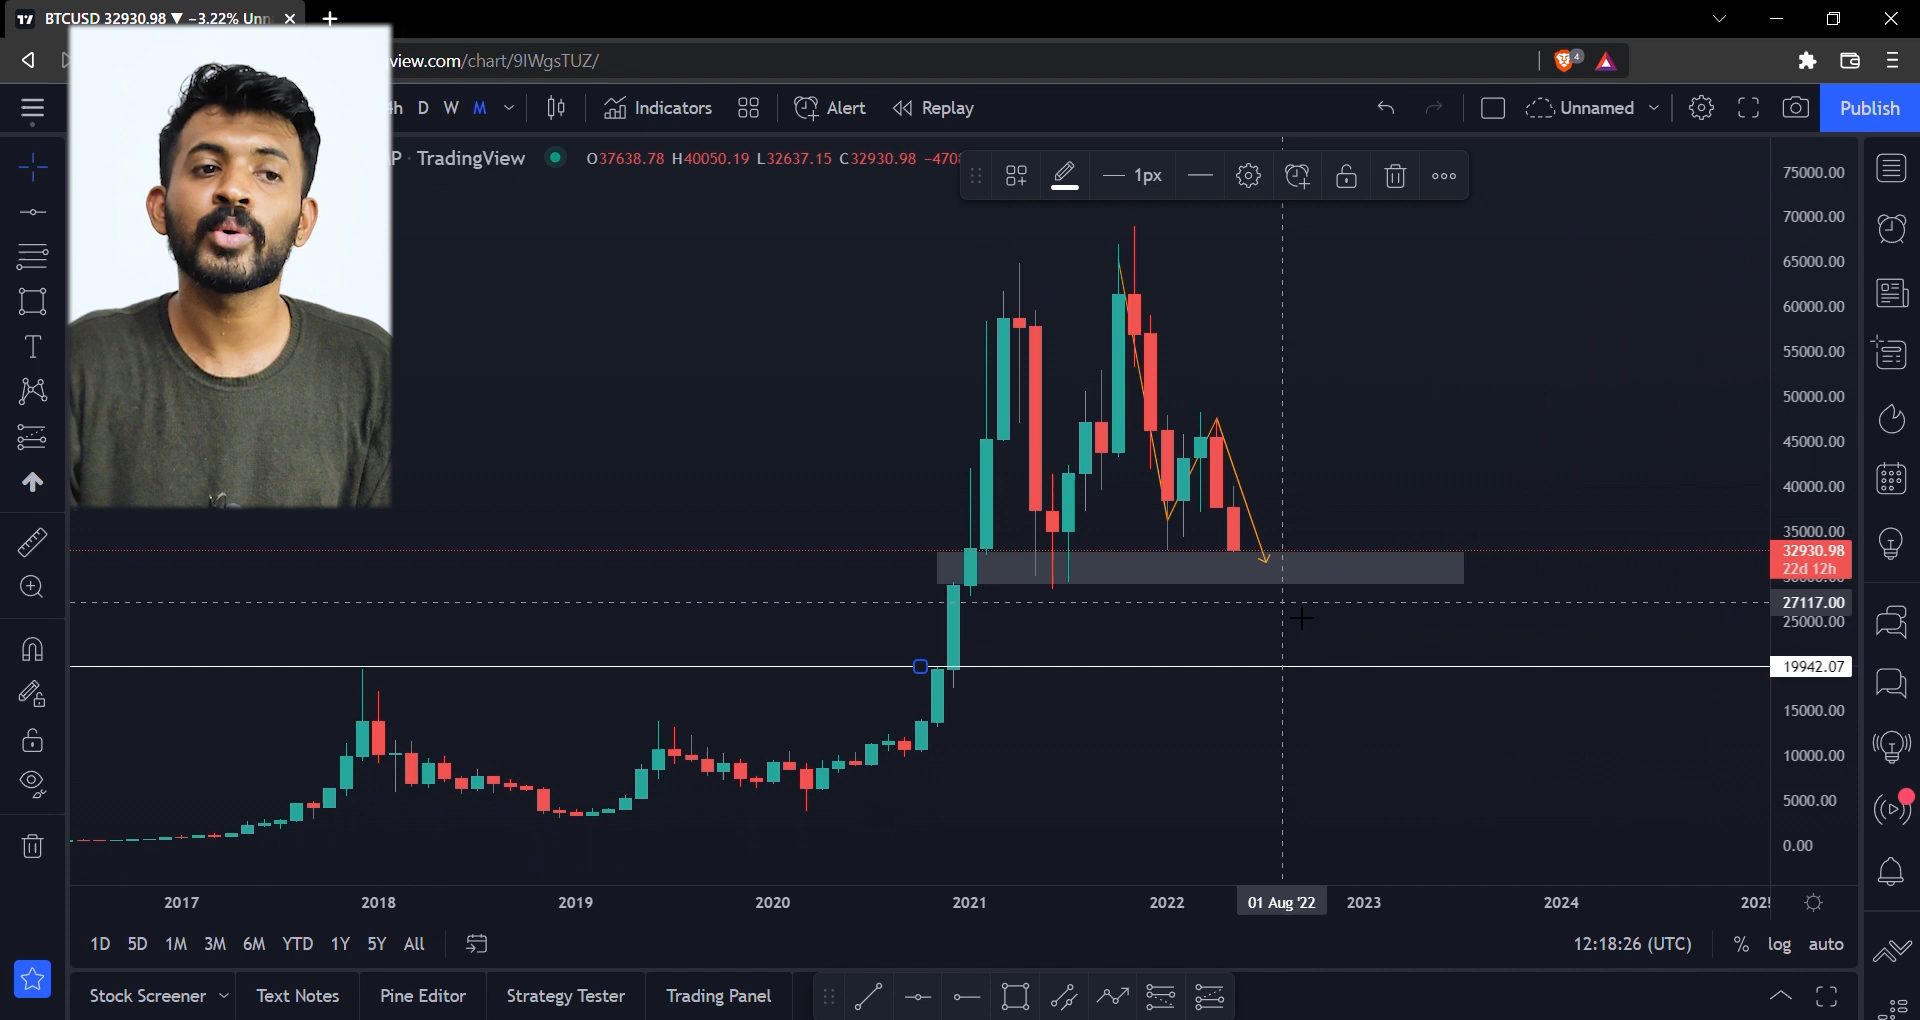 BTCUSD 32930.98 ▼ −3.22% Unn
view.com/chart/9IWgsTUZ/
4
h D W M Indicators Alert Replay Unnamed Publish
P · TradingView O37638.78 H40050.19 L32637.15 C32930.98
1px
75000.00
70000.00
65000.00
60000.00
55000.00
50000.00
45000.00
40000.00
35000.00
32930.98
22d 12h
27117.00
25000.00
19942.07
15000.00
10000.00
5000.00
0.00
2017 2018 2019 2020 2021 2022 01 Aug '22 2023 2024
1D 5D 1M 3M 6M YTD 1Y 5Y All 12:18:26 (UTC) % log auto
Stock Screener Text Notes Pine Editor Strategy Tester Trading Panel